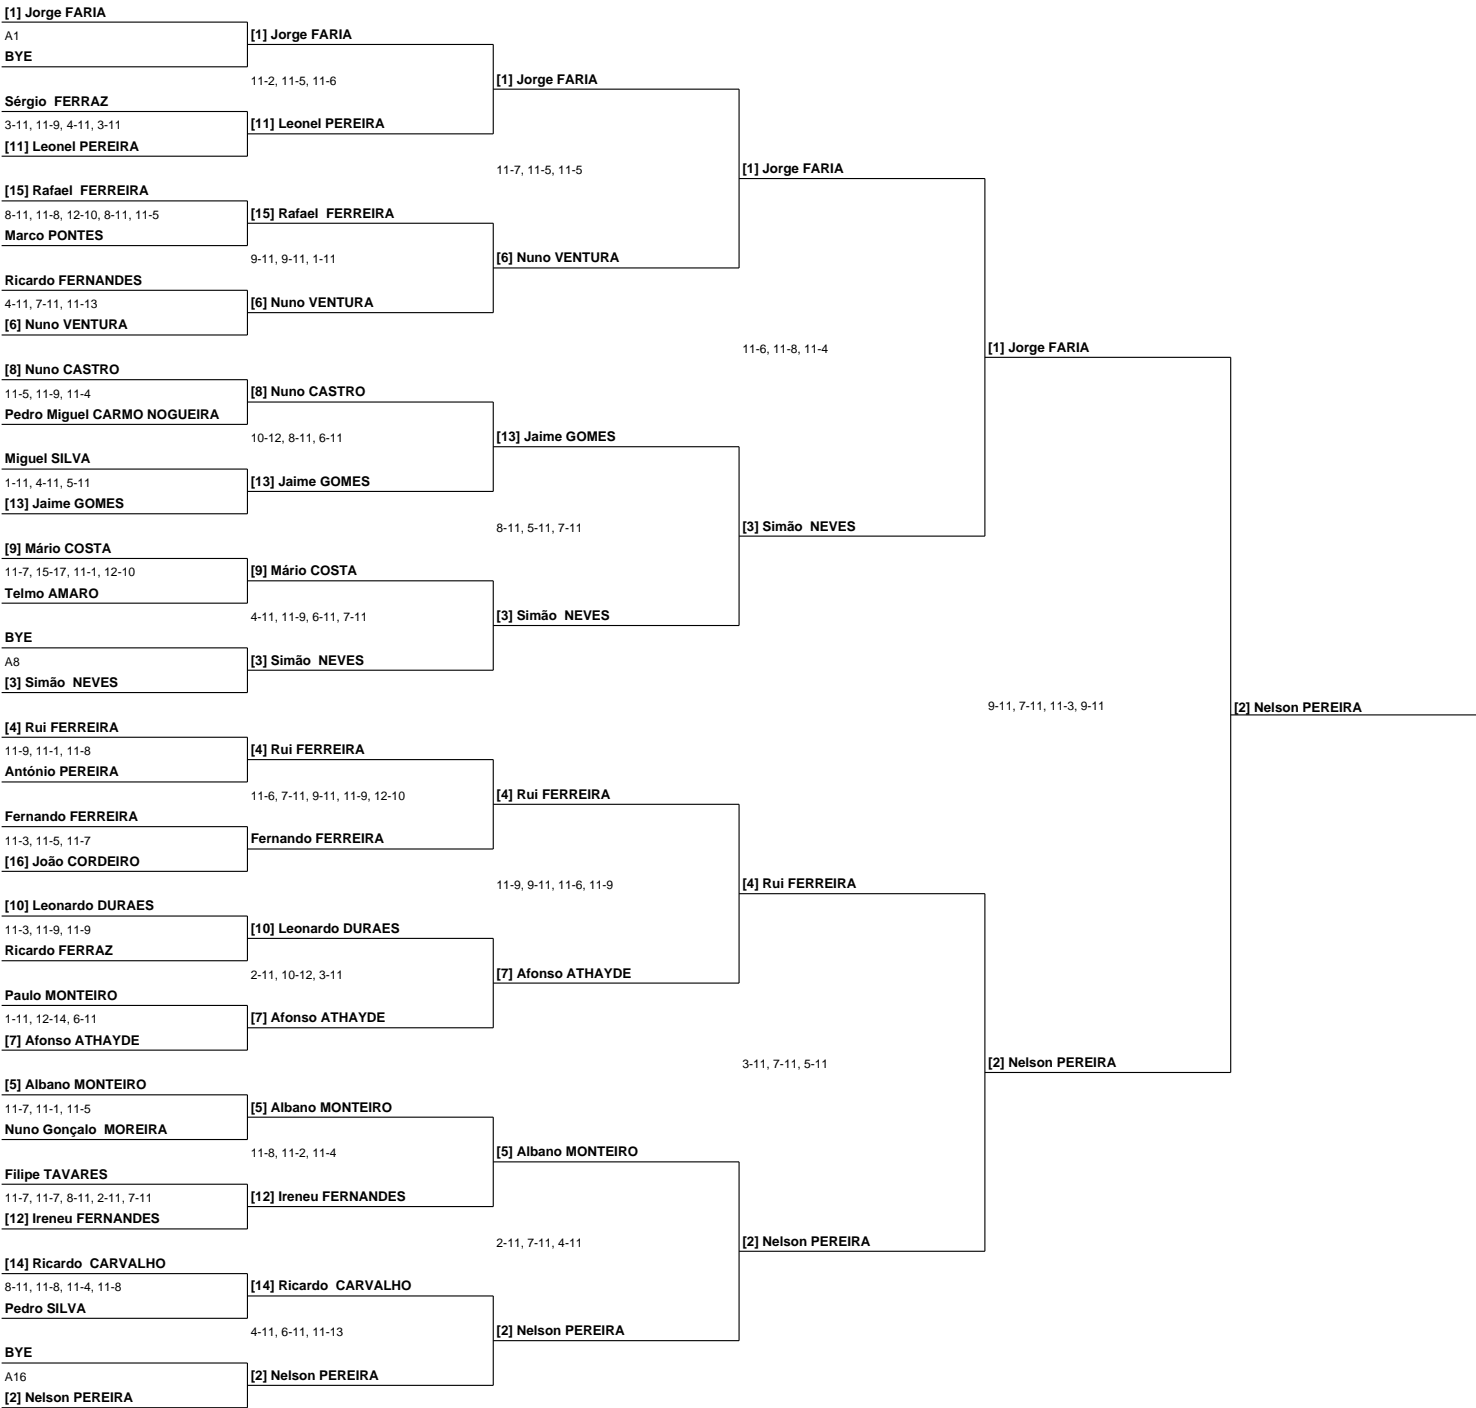 [1] Jorge FARIA
A1
BYE
Sérgio FERRAZ
3-11, 11-9, 4-11, 3-11
[11] Leonel PEREIRA
[15] Rafael FERREIRA
8-11, 11-8, 12-10, 8-11, 11-5
Marco PONTES
Ricardo FERNANDES
4-11, 7-11, 11-13
[6] Nuno VENTURA
[8] Nuno CASTRO
11-5, 11-9, 11-4
Pedro Miguel CARMO NOGUEIRA
Miguel SILVA
1-11, 4-11, 5-11
[13] Jaime GOMES
[9] Mário COSTA
11-7, 15-17, 11-1, 12-10
Telmo AMARO
BYE
A8
[3] Simão NEVES
[4] Rui FERREIRA
11-9, 11-1, 11-8
António PEREIRA
Fernando FERREIRA
11-3, 11-5, 11-7
[16] João CORDEIRO
[10] Leonardo DURAES
11-3, 11-9, 11-9
Ricardo FERRAZ
Paulo MONTEIRO
1-11, 12-14, 6-11
[7] Afonso ATHAYDE
[5] Albano MONTEIRO
11-7, 11-1, 11-5
Nuno Gonçalo MOREIRA
Filipe TAVARES
11-7, 11-7, 8-11, 2-11, 7-11
[12] Ireneu FERNANDES
[14] Ricardo CARVALHO
8-11, 11-8, 11-4, 11-8
Pedro SILVA
BYE
A16
[2] Nelson PEREIRA
[1] Jorge FARIA
11-2, 11-5, 11-6
[11] Leonel PEREIRA
[15] Rafael FERREIRA
9-11, 9-11, 1-11
[6] Nuno VENTURA
[8] Nuno CASTRO
10-12, 8-11, 6-11
[13] Jaime GOMES
[9] Mário COSTA
4-11, 11-9, 6-11, 7-11
[3] Simão NEVES
[4] Rui FERREIRA
11-6, 7-11, 9-11, 11-9, 12-10
Fernando FERREIRA
[10] Leonardo DURAES
2-11, 10-12, 3-11
[7] Afonso ATHAYDE
[5] Albano MONTEIRO
11-8, 11-2, 11-4
[12] Ireneu FERNANDES
[14] Ricardo CARVALHO
4-11, 6-11, 11-13
[2] Nelson PEREIRA
[1] Jorge FARIA
11-7, 11-5, 11-5
[6] Nuno VENTURA
[13] Jaime GOMES
8-11, 5-11, 7-11
[3] Simão NEVES
[4] Rui FERREIRA
11-9, 9-11, 11-6, 11-9
[7] Afonso ATHAYDE
[5] Albano MONTEIRO
2-11, 7-11, 4-11
[2] Nelson PEREIRA
[1] Jorge FARIA
11-6, 11-8, 11-4
[3] Simão NEVES
[4] Rui FERREIRA
3-11, 7-11, 5-11
[2] Nelson PEREIRA
[1] Jorge FARIA
9-11, 7-11, 11-3, 9-11
[2] Nelson PEREIRA
[2] Nelson PEREIRA